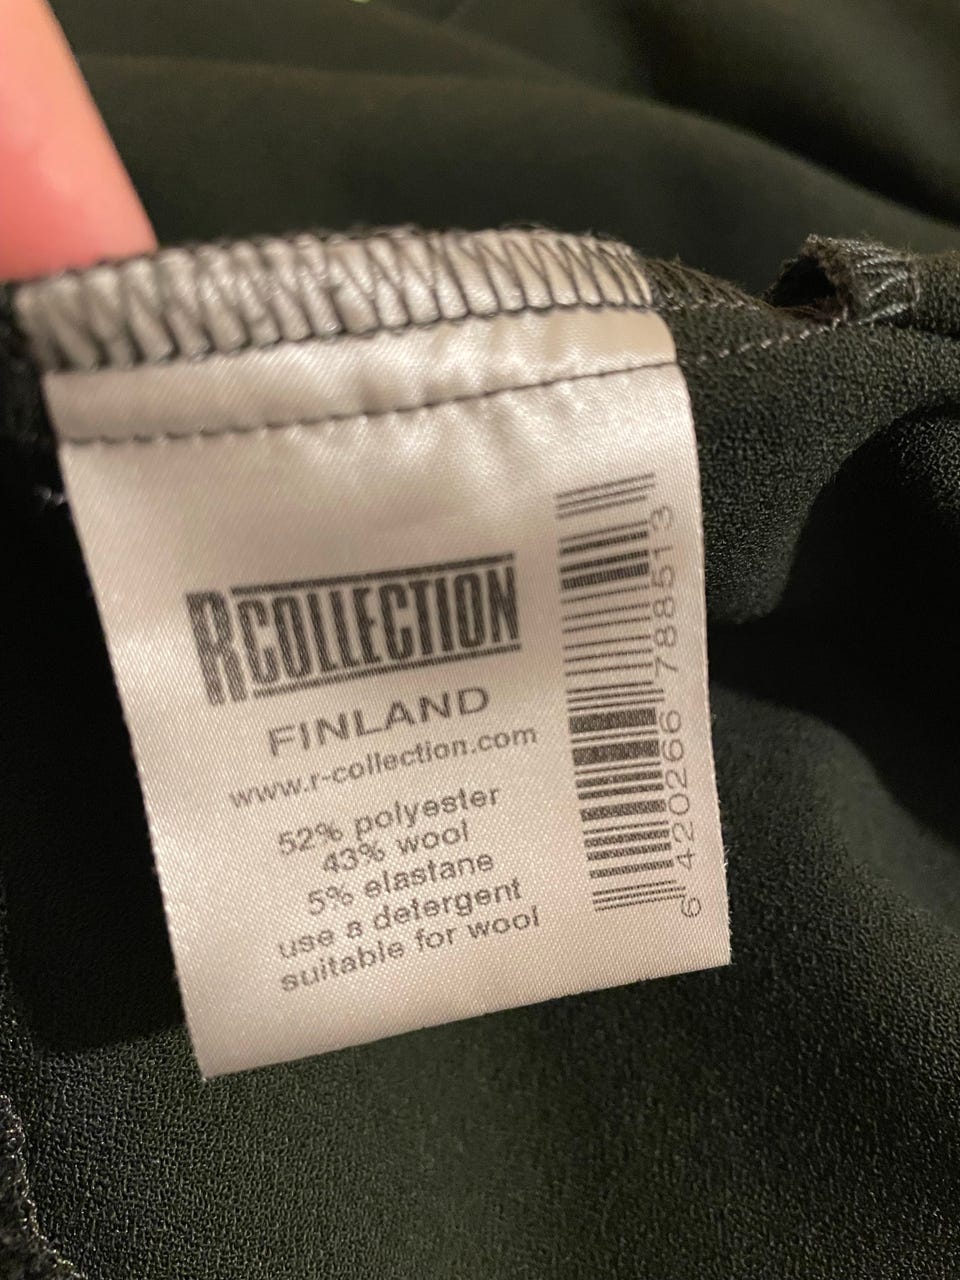 RCOLLECTION
FINLAND
www.r-collection.com
52% polyester
43% wool
5% elastane
use a detergent
suitable for wool
6 420266 788513